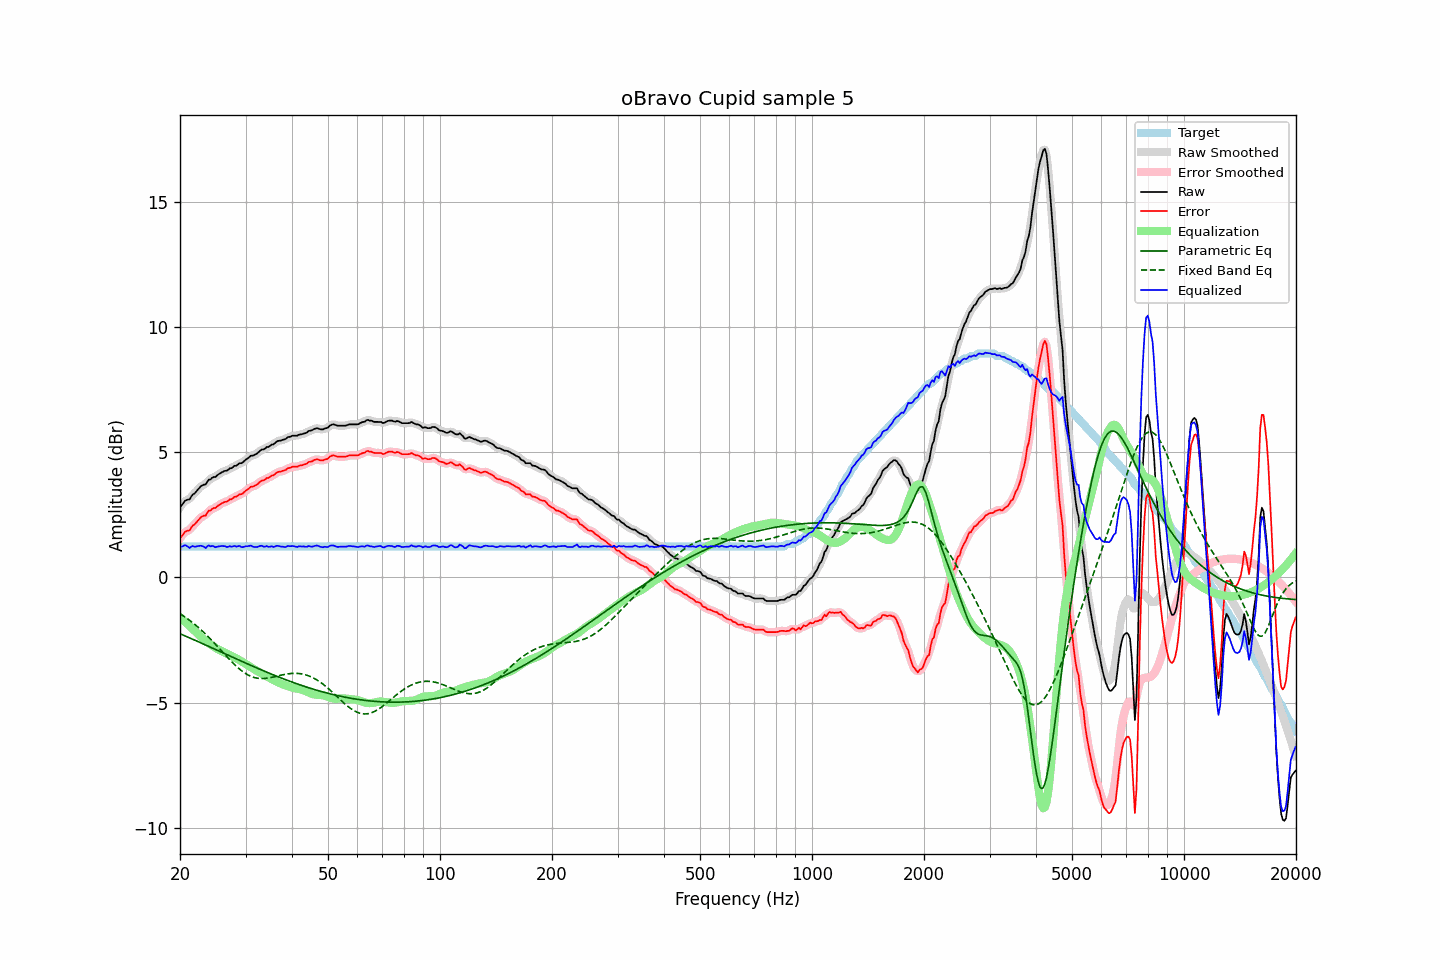 oBravo Cupid sample 5
Target
Raw Smoothed
Error Smoothed
Raw
Error
Equalization
Parametric Eq
Fixed Band Eq
Equalized
Amplitude (dBr)
15
10
5
0
−5
−10
20 50 100 200 500 1000 2000 5000 10000 20000
Frequency (Hz)